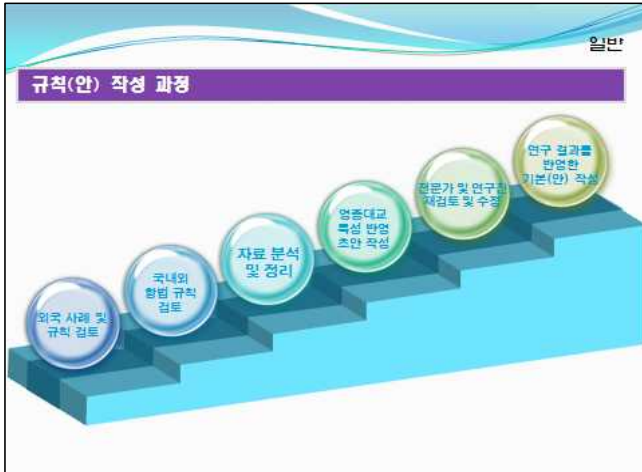 일반
규칙(안) 작성 과정
외국 사례 및
규칙 검토
국내외
항법 규칙
검토
자료 분석
및 정리
영종대교
특성 반영
초안 작성
전문가 및 연구진
재검토 및 수정
연구 결과를
반영한
기본(안) 작성